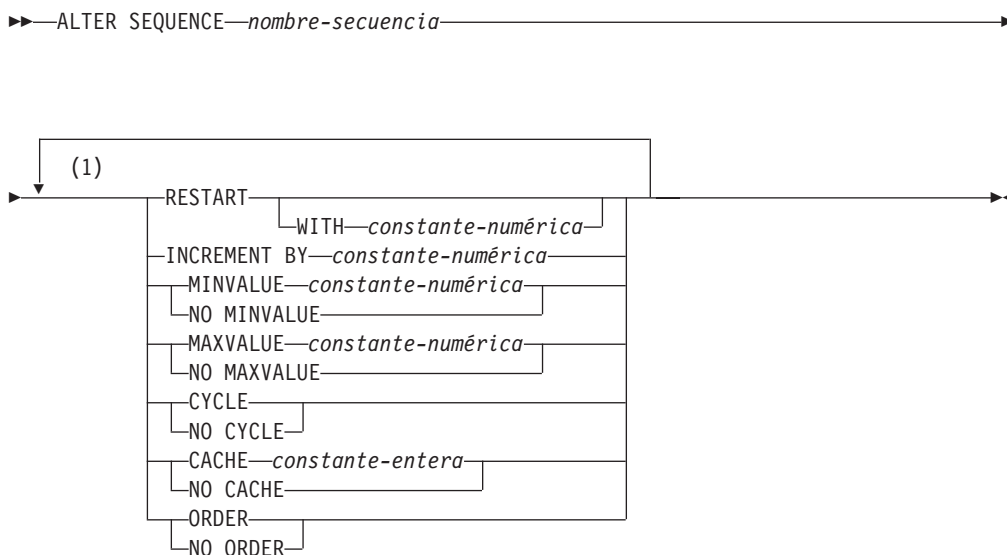 ALTER SEQUENCE nombre-secuencia
(1)
RESTART
WITH constante-numérica
INCREMENT BY constante-numérica
MINVALUE constante-numérica
NO MINVALUE
MAXVALUE constante-numérica
NO MAXVALUE
CYCLE
NO CYCLE
CACHE constante-entera
NO CACHE
ORDER
NO ORDER